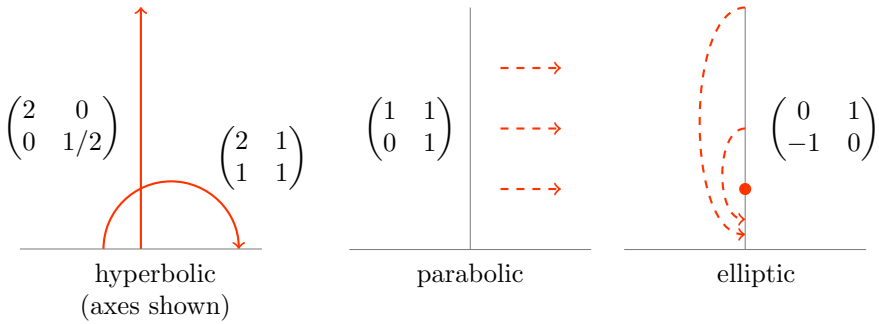 2 0
0 1/2
2 1
1 1
hyperbolic
(axes shown)
1 1
0 1
parabolic
0 1
−1 0
elliptic